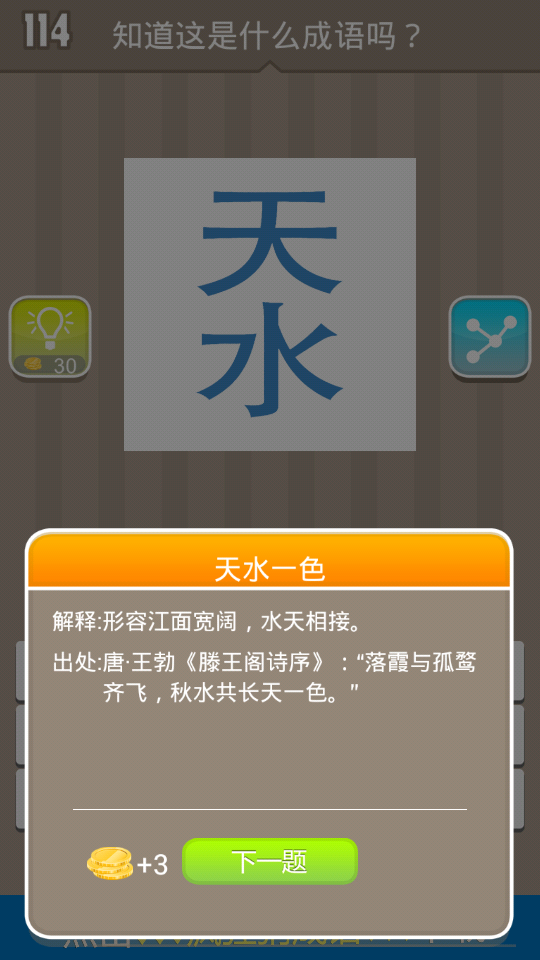 114
知道这是什么成语吗？
天
水
30
天水一色
解释:形容江面宽阔，水天相接。
出处:唐·王勃《滕王阁诗序》：“落霞与孤鹜
齐飞，秋水共长天一色。”
+3
下一题